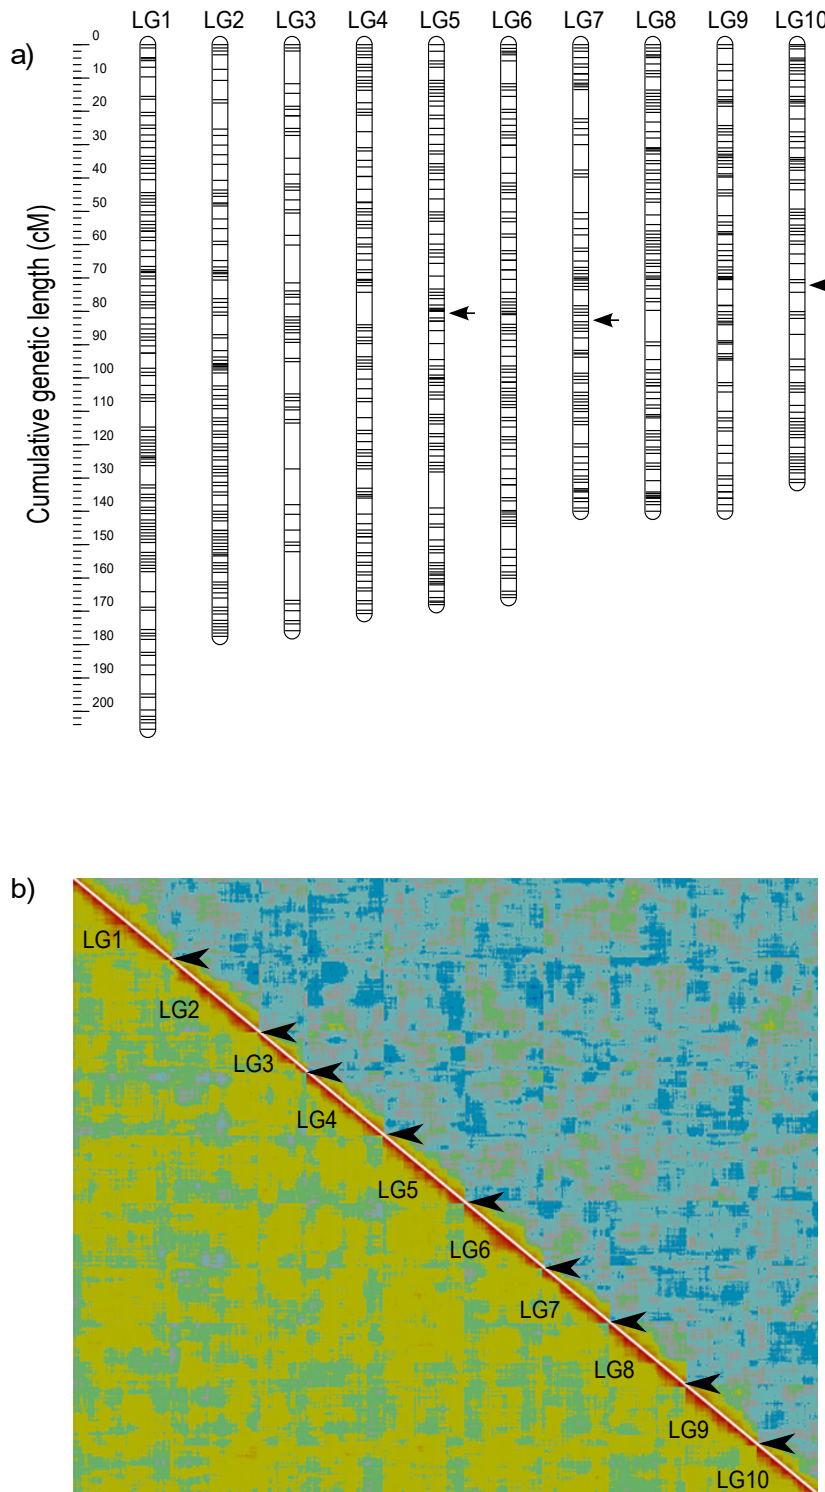 LG1 LG2 LG3 LG4 LG5 LG6 LG7 LG8 LG9 LG10
a)
Cumulative genetic length (cM)
0
10
20
30
40
50
60
70
80
90
100
110
120
130
140
150
160
170
180
190
200
b)
LG1
LG2
LG3
LG4
LG5
LG6
LG7
LG8
LG9
LG10